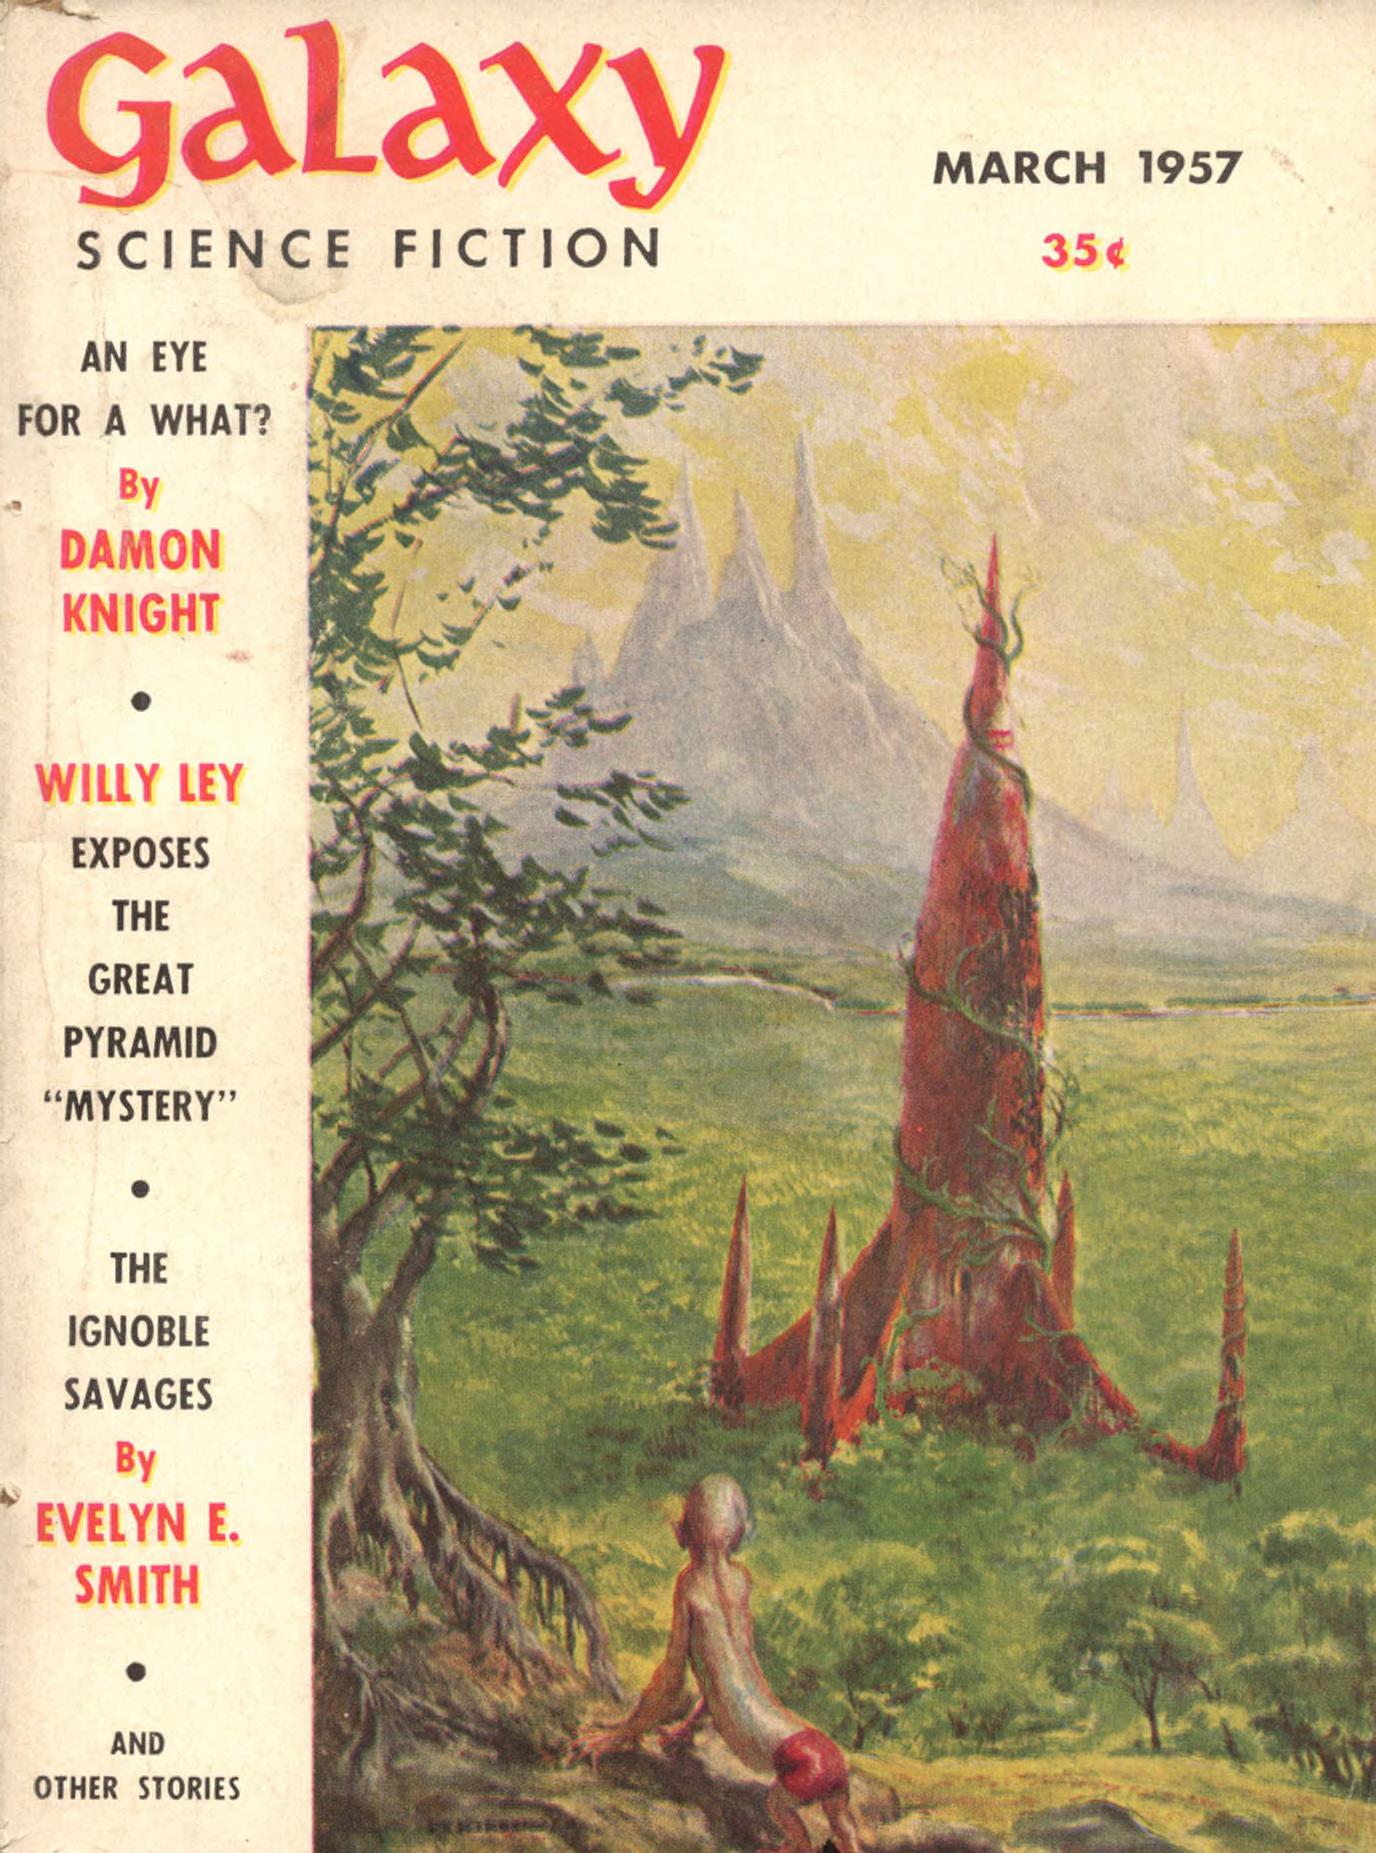 Galaxy
SCIENCE FICTION
MARCH 1957
35¢
AN EYE
FOR A WHAT?
By
DAMON
KNIGHT
•
WILLY LEY
EXPOSES
THE
GREAT
PYRAMID
“MYSTERY”
•
THE
IGNOBLE
SAVAGES
By
EVELYN E.
SMITH
•
AND
OTHER STORIES